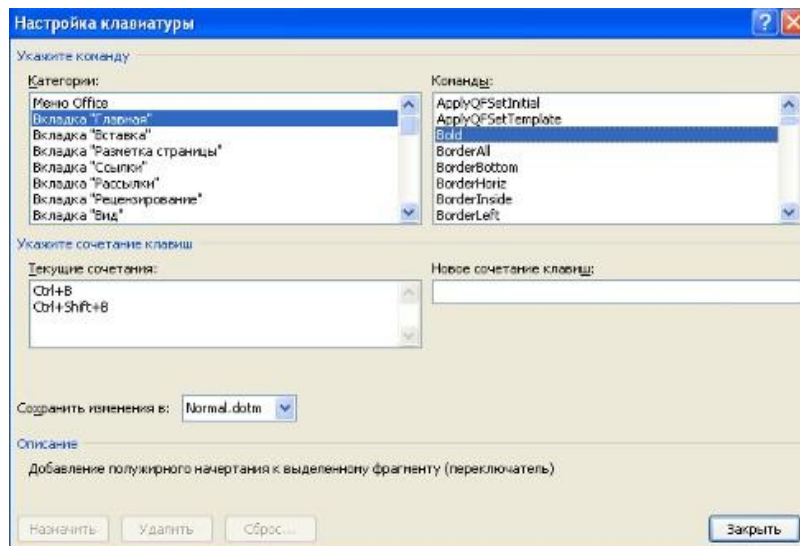 Настройка клавиатуры
Укажите команду
Категории:
Меню Office
Вкладка "Главная"
Вкладка "Вставка"
Вкладка "Разметка страницы"
Вкладка "Ссылки"
Вкладка "Рассылки"
Вкладка "Рецензирование"
Вкладка "Вид"
Команды:
ApplyQFSetInitial
ApplyQFSetTemplate
Bold
BorderAll
BorderBottom
BorderHoriz
BorderInside
BorderLeft
Укажите сочетание клавиш
Текущие сочетания:
Ctrl+B
Ctrl+Shift+B
Новое сочетание клавиш:
Сохранить изменения в: Normal.dotm
Описание
Добавление полужирного начертания к выделенному фрагменту (переключатель)
Назначить Удалить Сброс... Закрыть